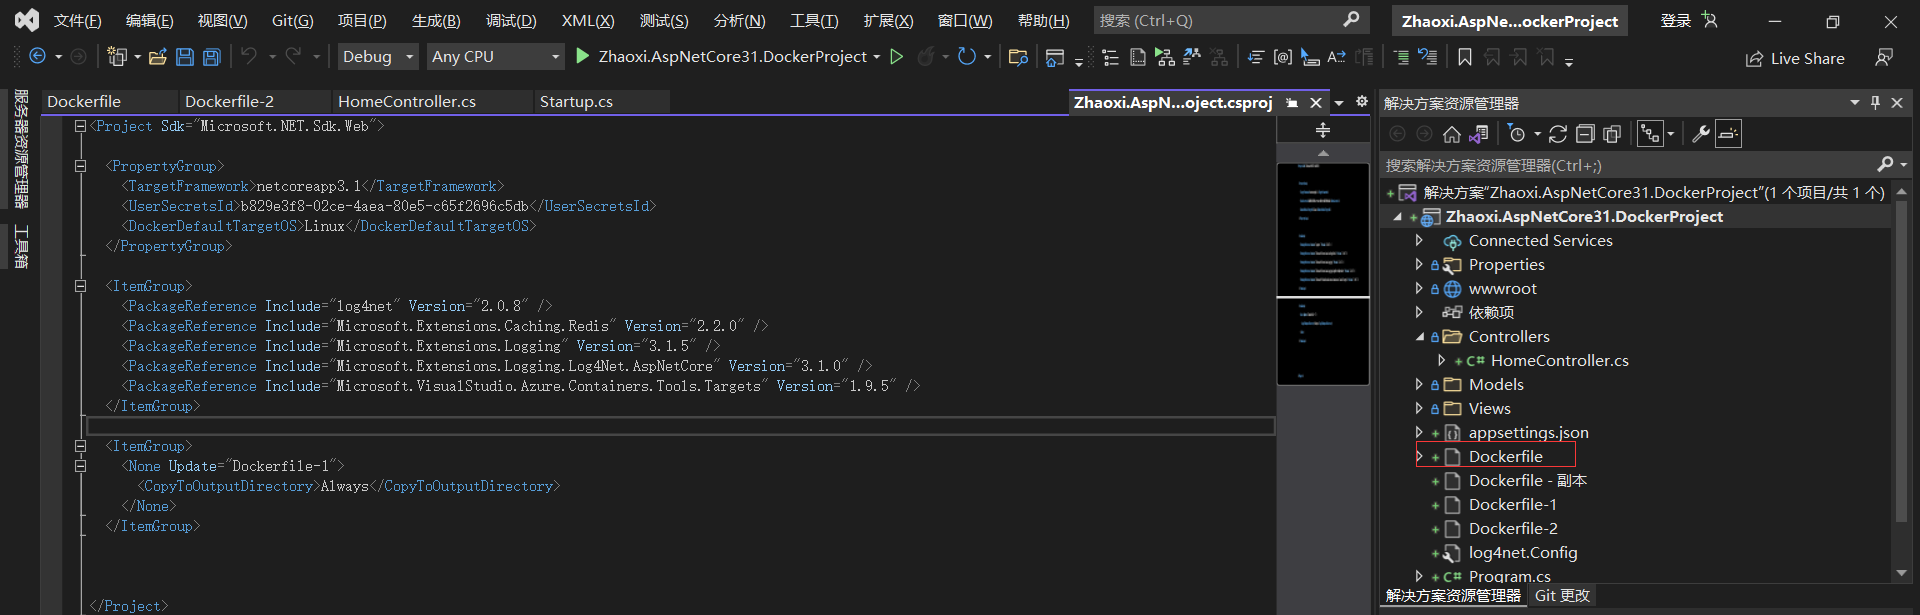 文件(F) 编辑(E) 视图(V) Git(G) 项目(P) 生成(B) 调试(D) XML(X) 测试(S) 分析(N) 工具(T) 扩展(X) 窗口(W) 帮助(H) 搜索 (Ctrl+Q) Zhaoxi.AspNe...ockerProject 登录
Debug Any CPU Zhaoxi.AspNetCore31.DockerProject Live Share
服务器资源管理器
工具箱
Dockerfile Dockerfile-2 HomeController.cs Startup.cs Zhaoxi.AspN...oject.csproj
<Project Sdk="Microsoft.NET.Sdk.Web">
<PropertyGroup>
<TargetFramework>netcoreapp3.1</TargetFramework>
<UserSecretsId>b829e3f8-02ce-4aea-80e5-c65f2696c5db</UserSecretsId>
<DockerDefaultTargetOS>Linux</DockerDefaultTargetOS>
</PropertyGroup>
<ItemGroup>
<PackageReference Include="log4net" Version="2.0.8" />
<PackageReference Include="Microsoft.Extensions.Caching.Redis" Version="2.2.0" />
<PackageReference Include="Microsoft.Extensions.Logging" Version="3.1.5" />
<PackageReference Include="Microsoft.Extensions.Logging.Log4Net.AspNetCore" Version="3.1.0" />
<PackageReference Include="Microsoft.VisualStudio.Azure.Containers.Tools.Targets" Version="1.9.5" />
</ItemGroup>
<ItemGroup>
<None Update="Dockerfile-1">
<CopyToOutputDirectory>Always</CopyToOutputDirectory>
</None>
</ItemGroup>
</Project>
解决方案资源管理器
搜索解决方案资源管理器(Ctrl+;)
解决方案"Zhaoxi.AspNetCore31.DockerProject"(1 个项目/共 1 个)
Zhaoxi.AspNetCore31.DockerProject
Connected Services
Properties
wwwroot
依赖项
Controllers
C# HomeController.cs
Models
Views
appsettings.json
Dockerfile
Dockerfile - 副本
Dockerfile-1
Dockerfile-2
log4net.Config
C# Program.cs
解决方案资源管理器 Git 更改